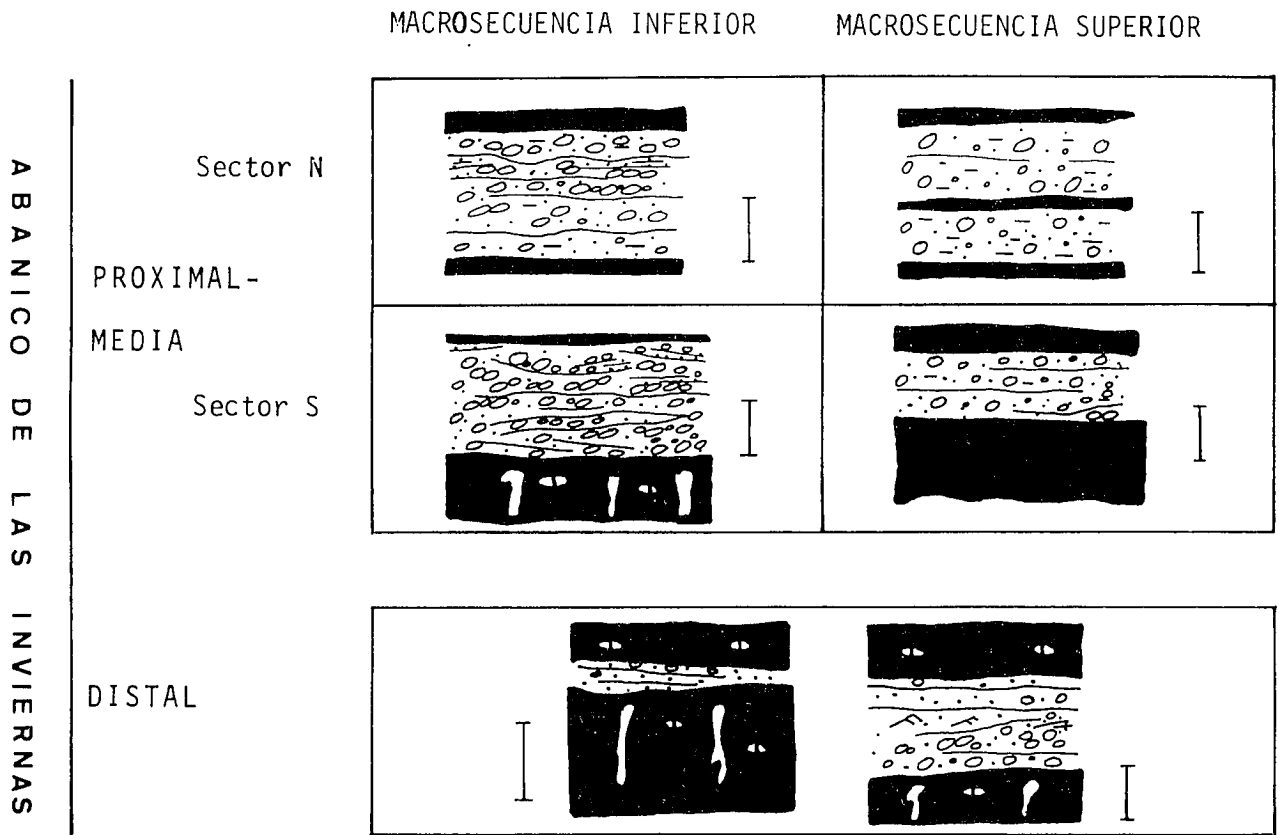 MACROSECUENCIA INFERIOR
MACROSECUENCIA SUPERIOR
ABANICO DE LAS INVIERNAS
Sector N
PROXIMAL-
MEDIA
Sector S
DISTAL